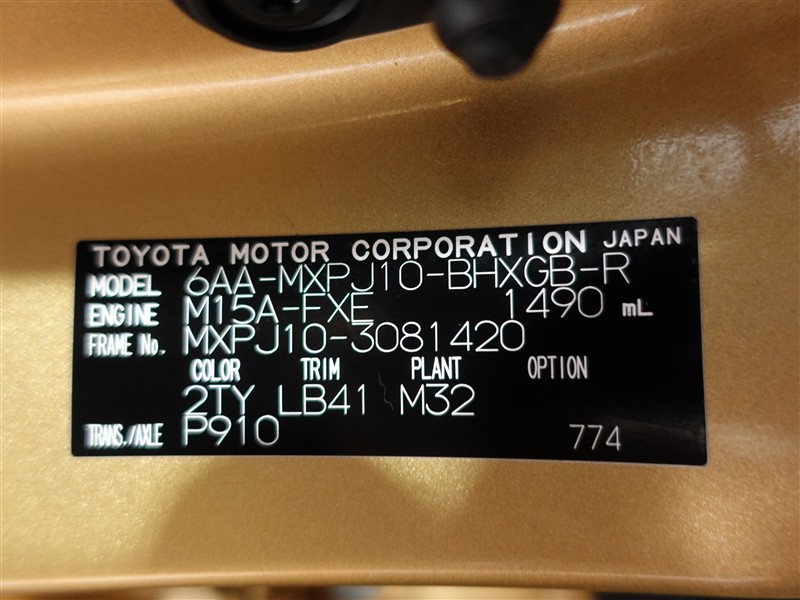 TOYOTA MOTOR CORPORATION JAPAN
MODEL 6AA-MXPJ10-BHXGB-R
ENGINE M15A-FXE 1490 mL
FRAME No. MXPJ10-3081420
COLOR TRIM PLANT OPTION
2TY LB41 M32
TRANS./AXLE P910 774